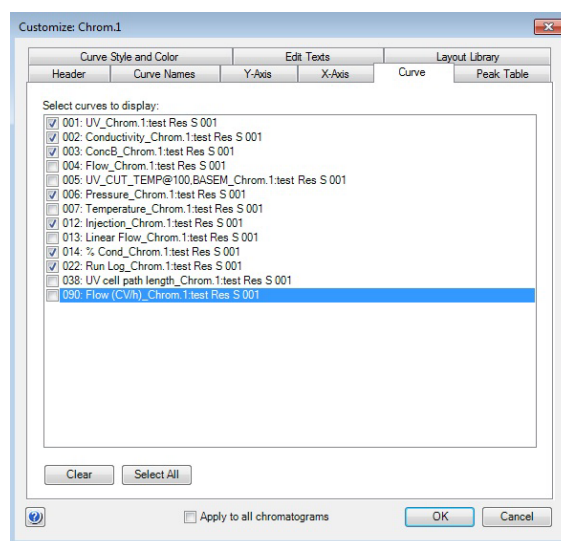 Customize: Chrom.1
Curve Style and Color Edit Texts Layout Library
Header Curve Names Y-Axis X-Axis Curve Peak Table
Select curves to display:
001: UV_Chrom.1:test Res S 001
002: Conductivity_Chrom.1:test Res S 001
003: ConcB_Chrom.1:test Res S 001
004: Flow_Chrom.1:test Res S 001
005: UV_CUT_TEMP@100,BASEM_Chrom.1:test Res S 001
006: Pressure_Chrom.1:test Res S 001
007: Temperature_Chrom.1:test Res S 001
012: Injection_Chrom.1:test Res S 001
013: Linear Flow_Chrom.1:test Res S 001
014: % Cond_Chrom.1:test Res S 001
022: Run Log_Chrom.1:test Res S 001
038: UV cell path length_Chrom.1:test Res S 001
090: Flow (CV/h)_Chrom.1:test Res S 001
Clear Select All
? Apply to all chromatograms OK Cancel